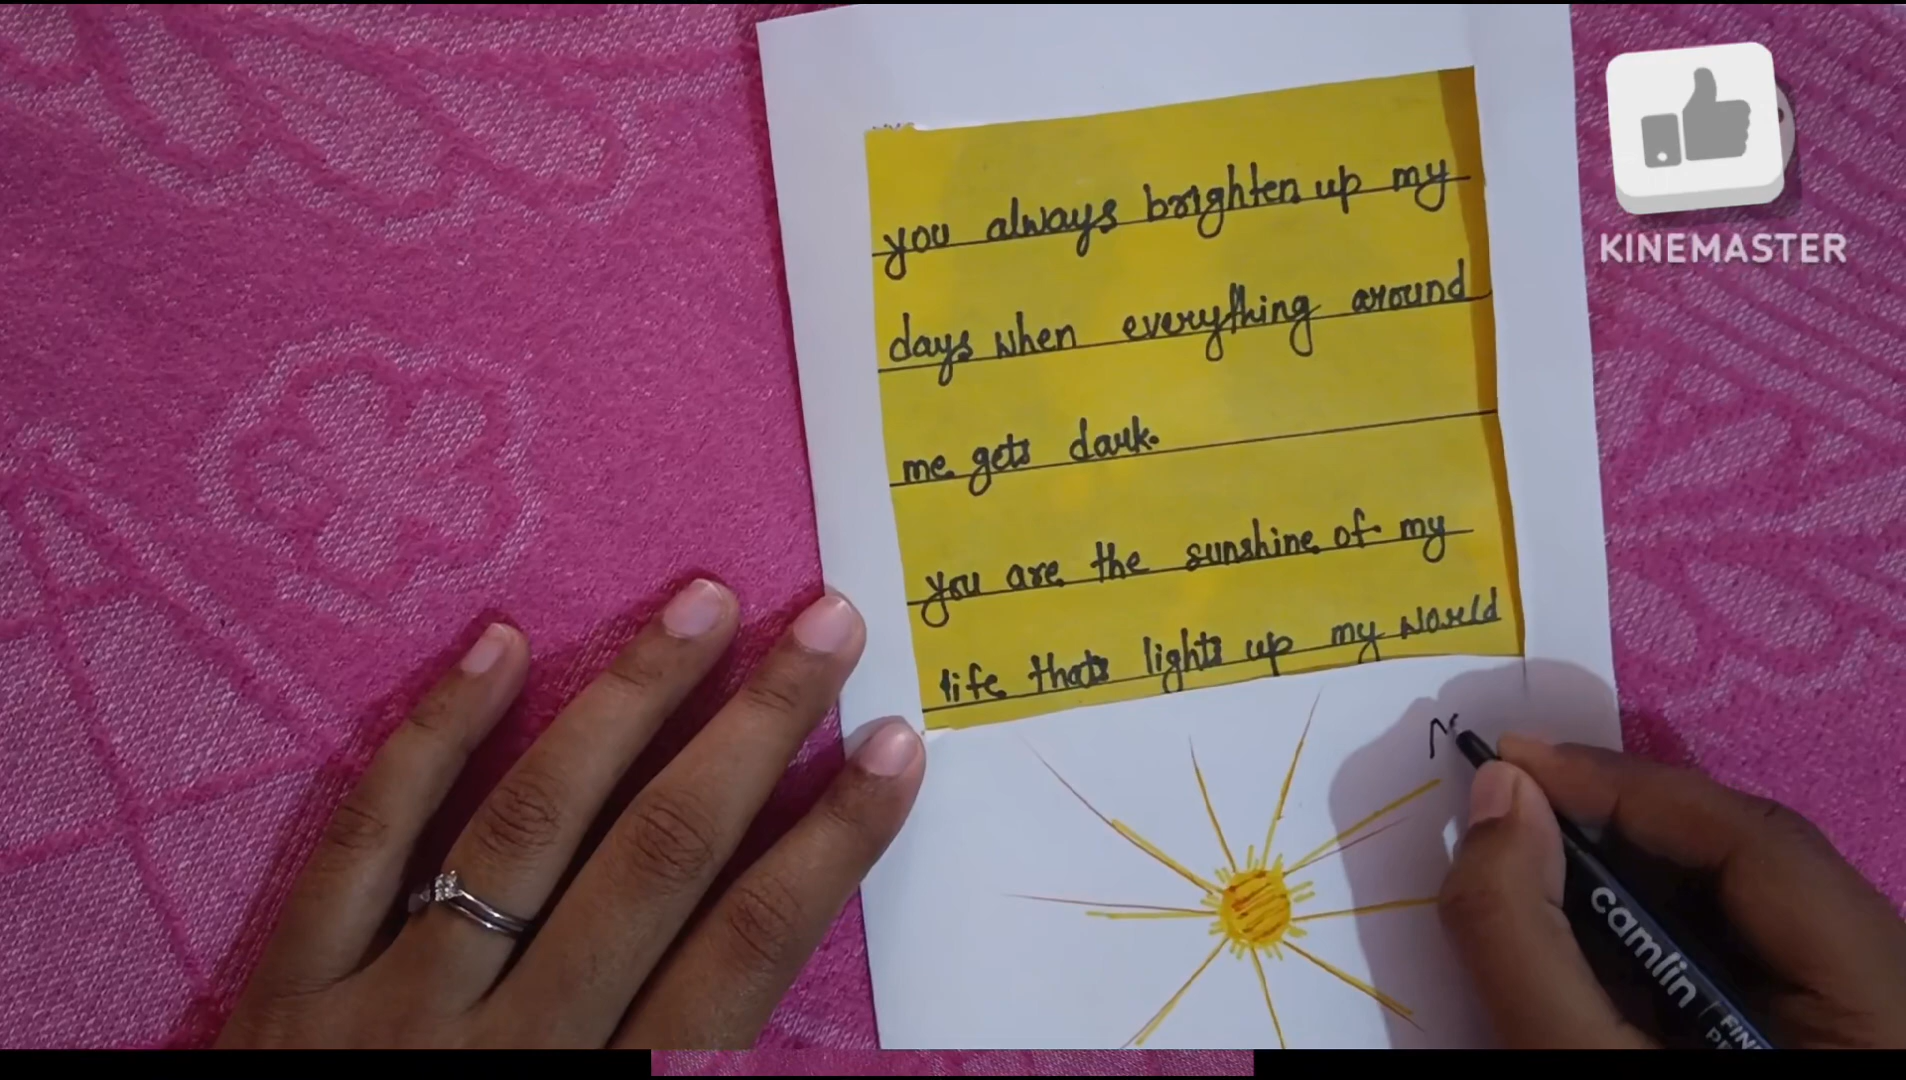 KINEMASTER
you always brighten up my
days when everything around
me gets dark.
you are the sunshine of my
life thats lights up my world
camlin